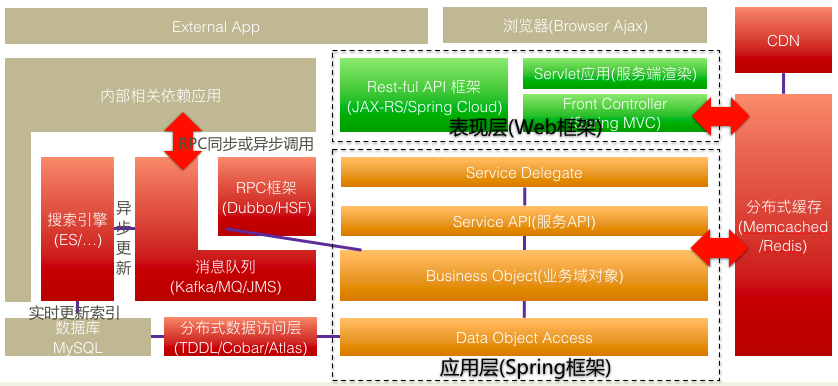 External App
浏览器(Browser Ajax)
CDN
内部相关依赖应用
Rest-ful API 框架
(JAX-RS/Spring Cloud)
Servlet应用(服务端渲染)
Front Controller
(Spring MVC)
表现层(Web框架)
RPC同步或异步调用
搜索引擎
(ES/...)
异步更新
RPC框架
(Dubbo/HSF)
消息队列
(Kafka/MQ/JMS)
Service Delegate
Service API(服务API)
Business Object(业务域对象)
Data Object Access
应用层(Spring框架)
分布式缓存
(Memcached
/Redis)
实时更新索引
数据库
MySQL
分布式数据访问层
(TDDL/Cobar/Atlas)